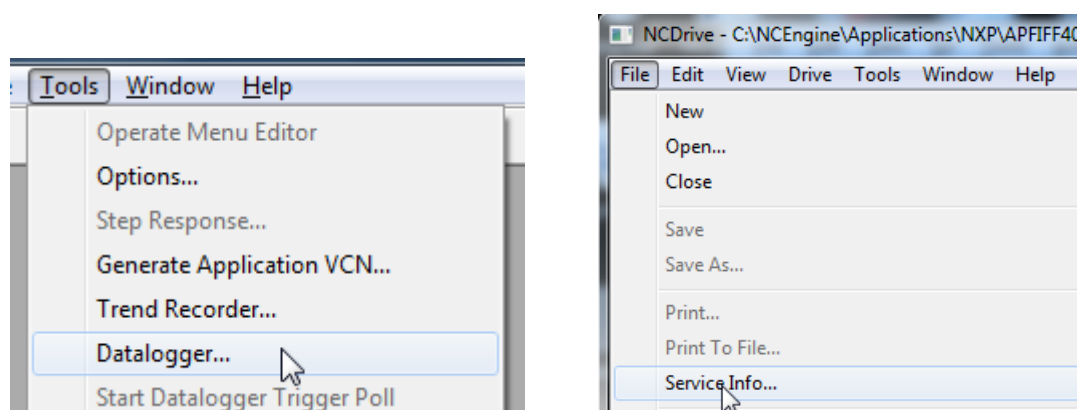 Tools Window Help
Operate Menu Editor
Options...
Step Response...
Generate Application VCN...
Trend Recorder...
Datalogger...
Start Datalogger Trigger Poll
NCDrive - C:\NCEngine\Applications\NXP\APFIFF40
File Edit View Drive Tools Window Help
New
Open...
Close
Save
Save As...
Print...
Print To File...
Service Info...